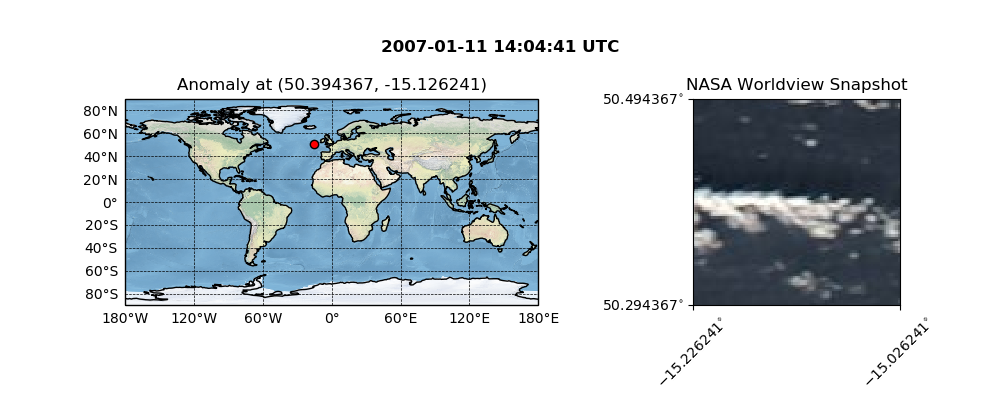 2007-01-11 14:04:41 UTC
Anomaly at (50.394367, -15.126241)
80°N
60°N
40°N
20°N
0°
20°S
40°S
60°S
80°S
180°W 120°W 60°W 0° 60°E 120°E 180°E
NASA Worldview Snapshot
50.494367°
50.294367°
−15.226241°
−15.026241°